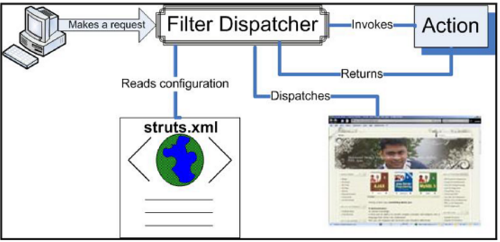 Makes a request
Filter Dispatcher
Invokes
Action
Returns
Reads configuration
Dispatches
struts.xml